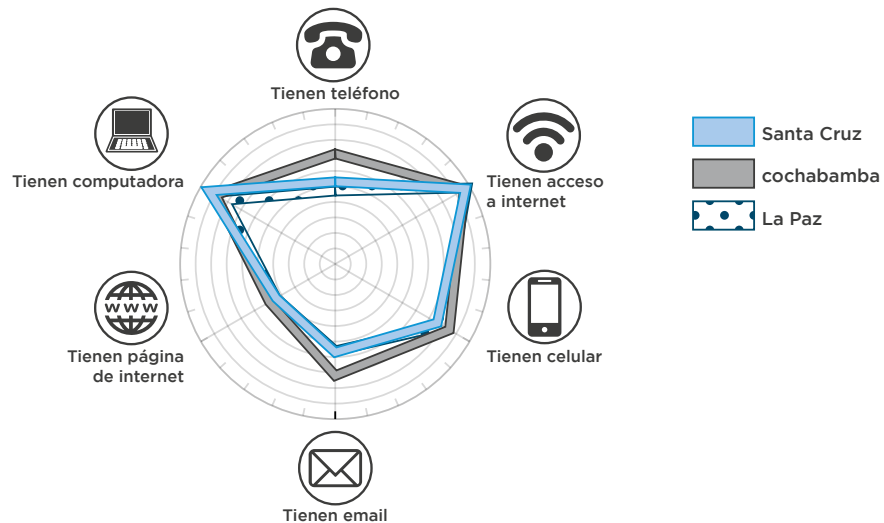 Tienen teléfono
Tienen computadora
Tienen acceso
a internet
Santa Cruz
cochabamba
La Paz
www
Tienen página
de internet
Tienen celular
Tienen email